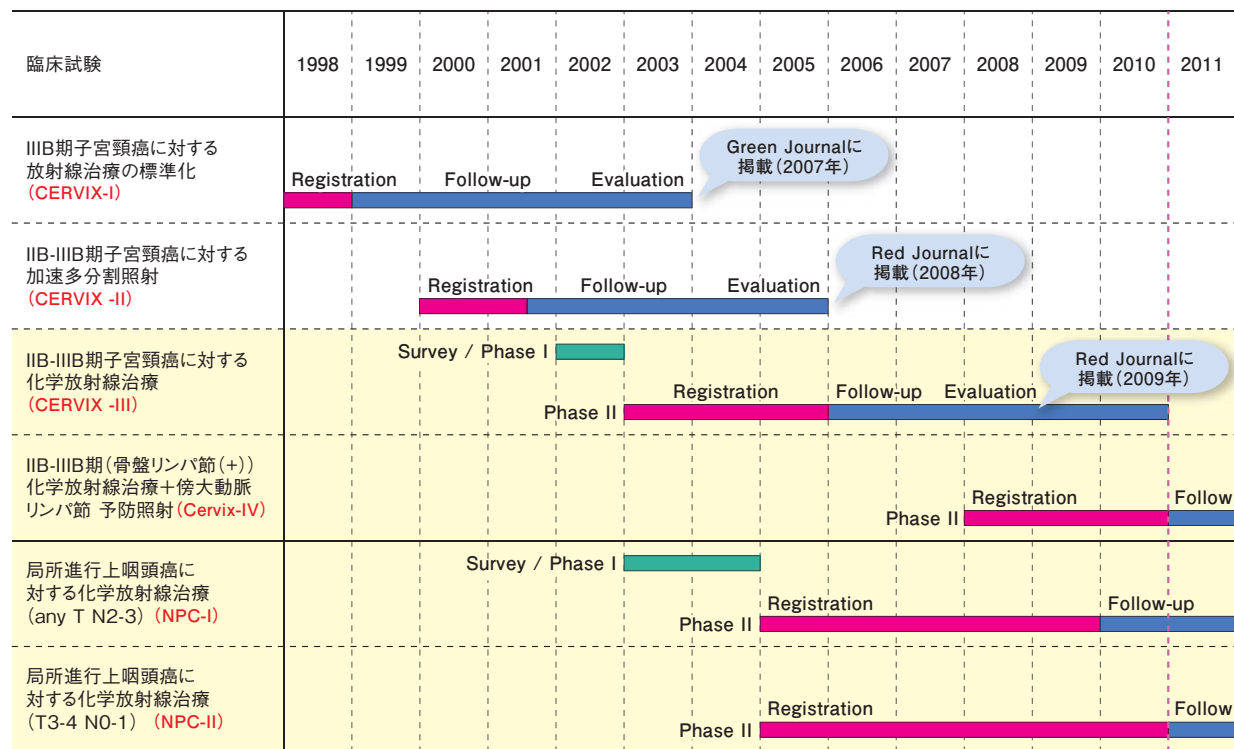 臨床試験
1998 1999 2000 2001 2002 2003 2004 2005 2006 2007 2008 2009 2010 2011
IIIB期子宮頸癌に対する
放射線治療の標準化
(CERVIX-I)
Registration Follow-up Evaluation
Green Journalに
掲載(2007年)
IIB-IIIB期子宮頸癌に対する
加速多分割照射
(CERVIX -II)
Registration Follow-up Evaluation
Red Journalに
掲載(2008年)
IIB-IIIB期子宮頸癌に対する
化学放射線治療
(CERVIX -III)
Survey / Phase I
Phase II
Registration Follow-up Evaluation
Red Journalに
掲載(2009年)
IIB-IIIB期(骨盤リンパ節(+))
化学放射線治療+傍大動脈
リンパ節 予防照射(Cervix-IV)
Phase II
Registration Follow
局所進行上咽頭癌に
対する化学放射線治療
(any T N2-3) (NPC-I)
Survey / Phase I
Phase II
Registration Follow-up
局所進行上咽頭癌に
対する化学放射線治療
(T3-4 N0-1) (NPC-II)
Phase II
Registration Follow